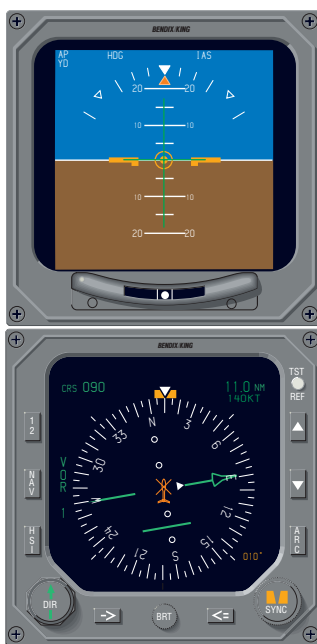 BENDIX/KING
AP HDG IAS
YD
20 20
10 10
10 10
20 20
BENDIX/KING
CRS 090
11.0 NM
140KT
TST
REF
1
2
NAV
HSI
VOR
1
N
3
6
E
12
15
S
21
24
W
30
33
010°
ARC
DIR
->
BRT
<=
SYNC